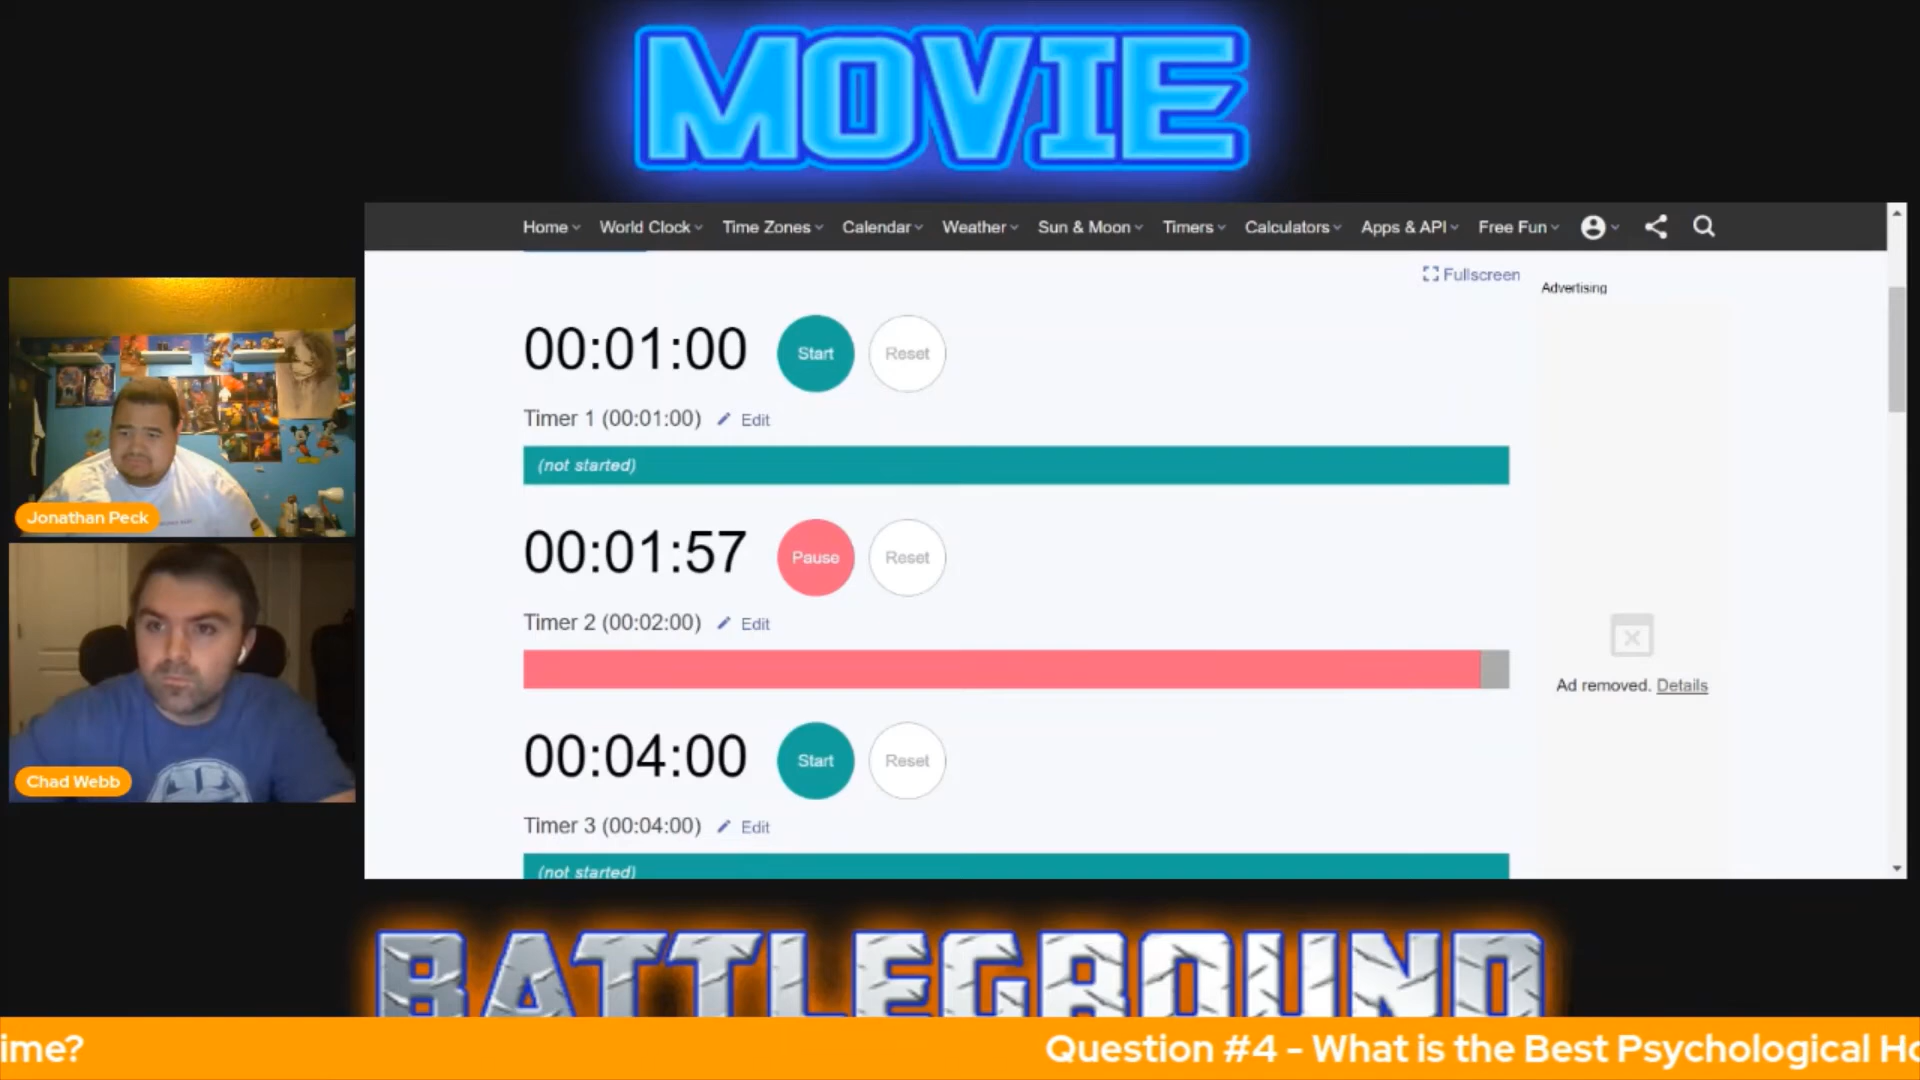 MOVIE
Home World Clock Time Zones Calendar Weather Sun & Moon Timers Calculators Apps & API Free Fun
Fullscreen
Advertising
00:01:00 Start Reset
Timer 1 (00:01:00) Edit
(not started)
00:01:57 Pause Reset
Timer 2 (00:02:00) Edit
Ad removed. Details
00:04:00 Start Reset
Timer 3 (00:04:00) Edit
(not started)
Jonathan Peck
Chad Webb
BATTLEGROUND
ime? Question #4 - What is the Best Psychological Ho